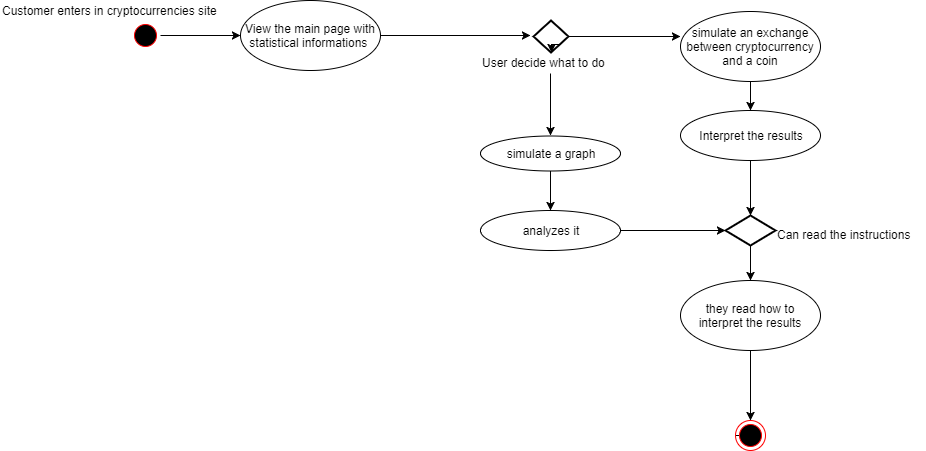 Customer enters in cryptocurrencies site
View the main page with
statistical informations
User decide what to do
simulate an exchange
between cryptocurrency
and a coin
Interpret the results
simulate a graph
analyzes it
Can read the instructions
they read how to
interpret the results